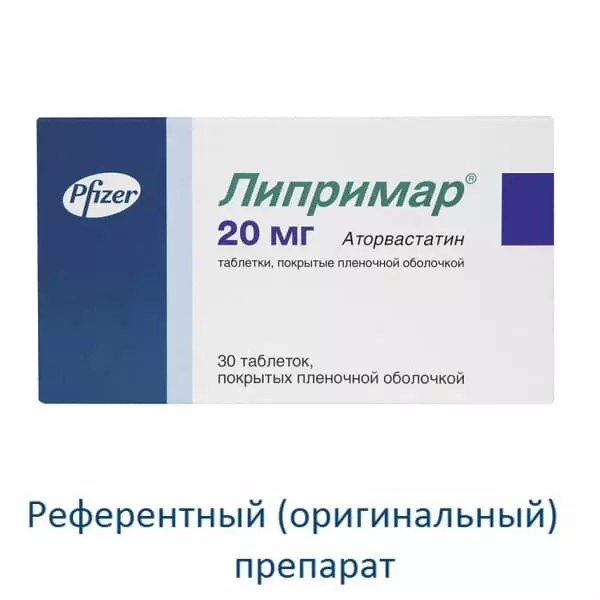 Pfizer
Липримар®
20 мг Аторвастатин
таблетки, покрытые пленочной оболочкой
30 таблеток,
покрытых пленочной оболочкой
Референтный (оригинальный)
препарат